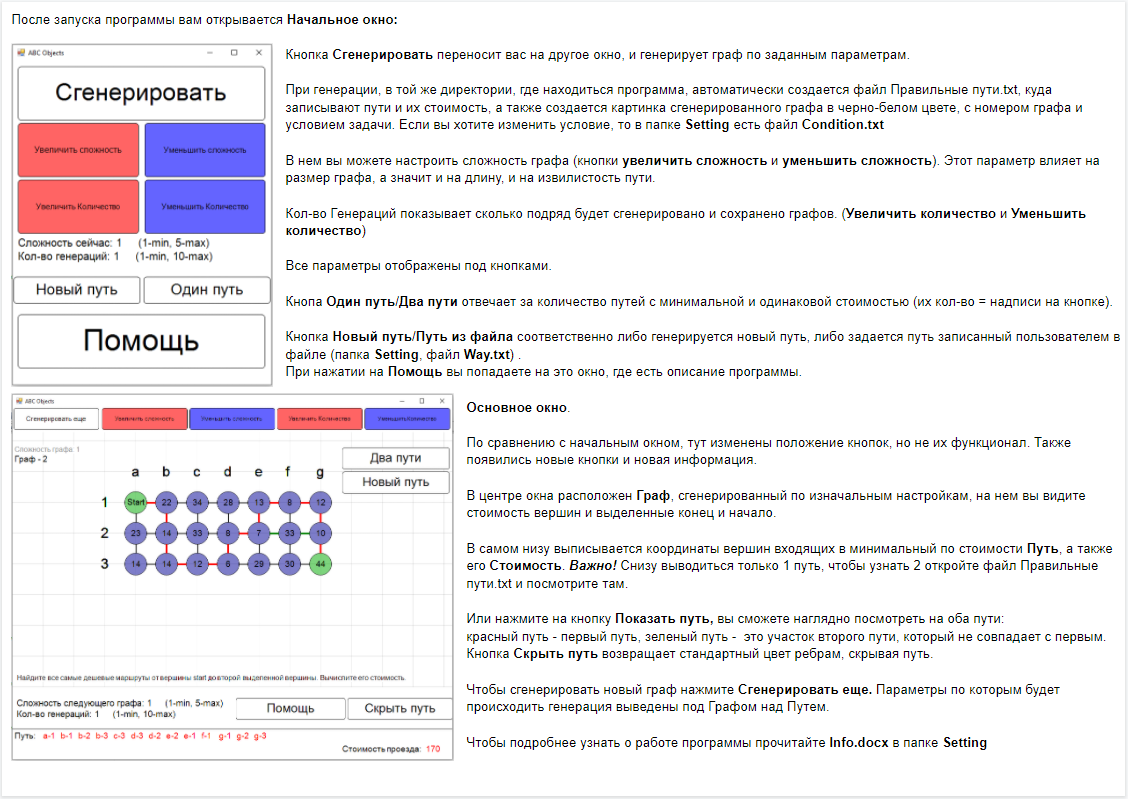 После запуска программы вам открывается Начальное окно:
ABC Objects
Сгенерировать
Увеличить сложность
Уменьшить сложность
Увеличить Количество
Уменьшить Количество
Сложность сейчас: 1 (1-min, 5-max)
Кол-во генераций: 1 (1-min, 10-max)
Новый путь
Один путь
Помощь
Кнопка Сгенерировать переносит вас на другое окно, и генерирует граф по заданным параметрам.
При генерации, в той же директории, где находиться программа, автоматически создается файл Правильные пути.txt, куда
записывают пути и их стоимость, а также создается картинка сгенерированного графа в черно-белом цвете, с номером графа и
условием задачи. Если вы хотите изменить условие, то в папке Setting есть файл Condition.txt
В нем вы можете настроить сложность графа (кнопки увеличить сложность и уменьшить сложность). Этот параметр влияет на
размер графа, а значит и на длину, и на извилистость пути.
Кол-во Генераций показывает сколько подряд будет сгенерировано и сохранено графов. (Увеличить количество и Уменьшить
количество)
Все параметры отображены под кнопками.
Кнопа Один путь/Два пути отвечает за количество путей с минимальной и одинаковой стоимостью (их кол-во = надписи на кнопке).
Кнопка Новый путь/Путь из файла соответственно либо генерируется новый путь, либо задается путь записанный пользователем в
файле (папка Setting, файл Way.txt) .
При нажатии на Помощь вы попадаете на это окно, где есть описание программы.
ABC Objects
Сгенерировать еще
Увеличить сложность
Уменьшить сложность
Увеличить Количество
Уменьшить Количество
Сложность графа: 1
Граф - 2
Два пути
Новый путь
a b c d e f g
1 Start 22 34 28 13 8 12
2 23 14 33 8 7 33 10
3 14 14 12 6 29 30 44
Найдите все самые дешевые маршруты от вершины start до второй выделенной вершины. Вычислите его стоимость.
Сложность следующего графа: 1 (1-min, 5-max)
Кол-во генераций: 1 (1-min, 10-max)
Помощь
Скрыть путь
Путь: a-1 b-1 b-2 b-3 c-3 d-3 d-2 e-2 e-1 f-1 g-1 g-2 g-3
Стоимость проезда: 170
Основное окно.
По сравнению с начальным окном, тут изменены положение кнопок, но не их функционал. Также
появились новые кнопки и новая информация.
В центре окна расположен Граф, сгенерированный по изначальным настройкам, на нем вы видите
стоимость вершин и выделенные конец и начало.
В самом низу выписывается координаты вершин входящих в минимальный по стоимости Путь, а также
его Стоимость. Важно! Снизу выводиться только 1 путь, чтобы узнать 2 откройте файл Правильные
пути.txt и посмотрите там.
Или нажмите на кнопку Показать путь, вы сможете наглядно посмотреть на оба пути:
красный путь - первый путь, зеленый путь - это участок второго пути, который не совпадает с первым.
Кнопка Скрыть путь возвращает стандартный цвет ребрам, скрывая путь.
Чтобы сгенерировать новый граф нажмите Сгенерировать еще. Параметры по которым будет
происходить генерация выведены под Графом над Путем.
Чтобы подробнее узнать о работе программы прочитайте Info.docx в папке Setting